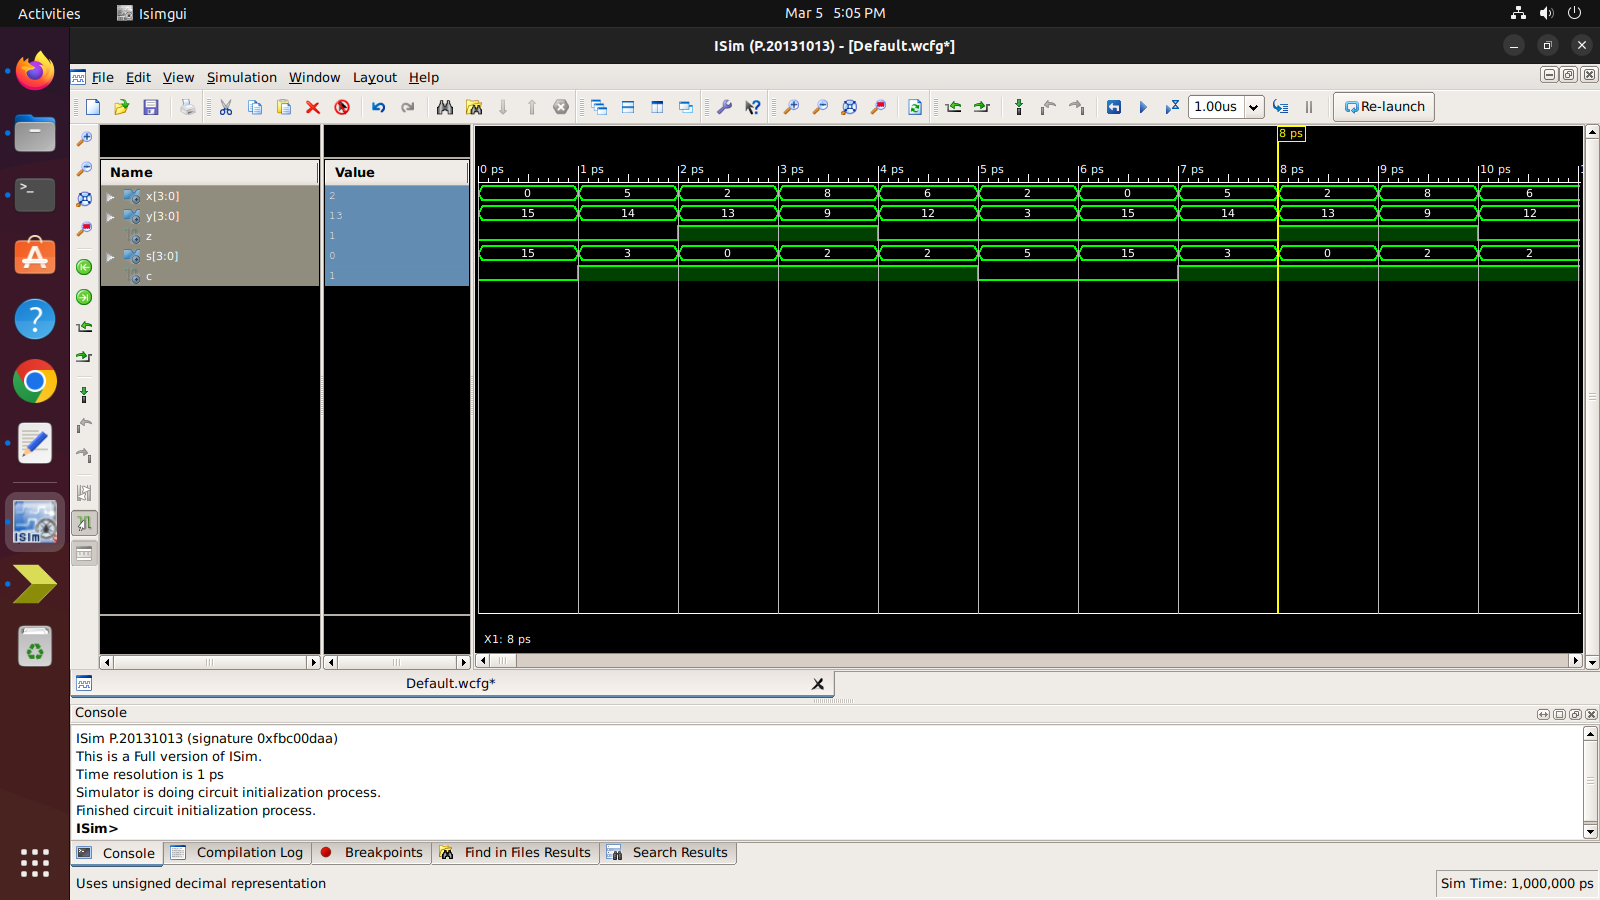 Activities Isimgui Mar 5 5:05 PM
ISim (P.20131013) - [Default.wcfg*]
File Edit View Simulation Window Layout Help
1.00us Re-launch
8 ps
Name Value
0 ps 1 ps 2 ps 3 ps 4 ps 5 ps 6 ps 7 ps 8 ps 9 ps 10 ps
x[3:0] 2 0 5 2 8 6 2 0 5 2 8 6
y[3:0] 13 15 14 13 9 12 3 15 14 13 9 12
z 1
s[3:0] 0 15 3 0 2 2 5 15 3 0 2 2
c 1
X1: 8 ps
Default.wcfg*
Console
ISim P.20131013 (signature 0xfbc00daa)
This is a Full version of ISim.
Time resolution is 1 ps
Simulator is doing circuit initialization process.
Finished circuit initialization process.
ISim>
Console Compilation Log Breakpoints Find in Files Results Search Results
Uses unsigned decimal representation Sim Time: 1,000,000 ps
ISim